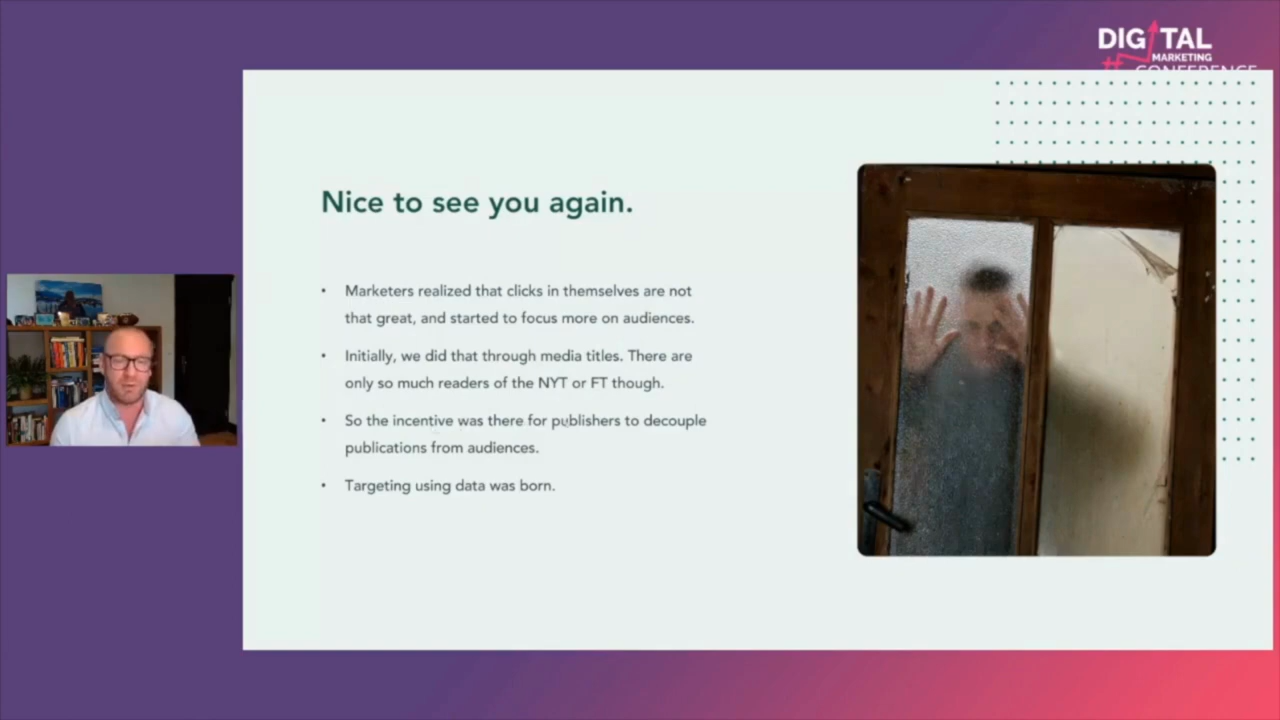 DIGITAL
MARKETING
CONFERENCE
Nice to see you again.
• Marketers realized that clicks in themselves are not
that great, and started to focus more on audiences.
• Initially, we did that through media titles. There are
only so much readers of the NYT or FT though.
• So the incentive was there for publishers to decouple
publications from audiences.
• Targeting using data was born.